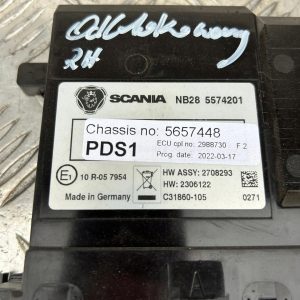 Odblokowany
RH
SCANIA NB28 5574201
Chassis no: 5657448
PDS1 ECU cpl no: 2988730 F 2
Prog. date: 2022-03-17
E1 10 R-05 7954 HW ASSY: 2708293
HW: 2306122
Made in Germany C31860-105 0271